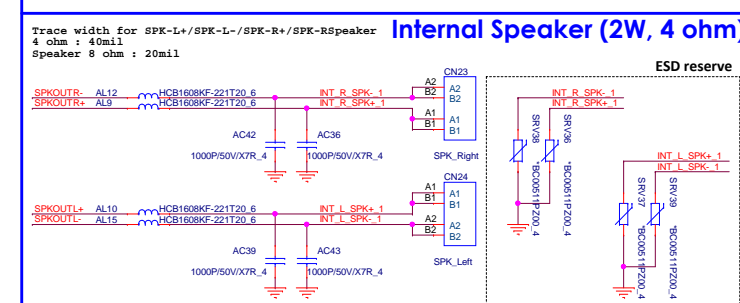 Trace width for SPK-L+/SPK-L-/SPK-R+/SPK-RSpeaker
4 ohm : 40mil
Speaker 8 ohm : 20mil
Internal Speaker (2W, 4 ohm)
ESD reserve
CN23
SPKOUTR- AL12 HCB1608KF-221T20_6 INT_R_SPK-_1 A2 B2 A2 B2
SPKOUTR+ AL9 HCB1608KF-221T20_6 INT_R_SPK+_1 A1 B1 A1 B1
AC42 AC36
1000P/50V/X7R_4 1000P/50V/X7R_4
SPK_Right
CN24
SPKOUTL+ AL10 HCB1608KF-221T20_6 INT_L_SPK+_1 A1 B1 A1 B1
SPKOUTL- AL15 HCB1608KF-221T20_6 INT_L_SPK-_1 A2 B2 A2 B2
AC39 AC43
1000P/50V/X7R_4 1000P/50V/X7R_4
SPK_Left
INT_R_SPK-_1
INT_R_SPK+_1
SRV38 *BC00511PZ00_4
SRV36 *BC00511PZ00_4
INT_L_SPK+_1
INT_L_SPK-_1
SRV37 *BC00511PZ00_4
SRV39 *BC00511PZ00_4